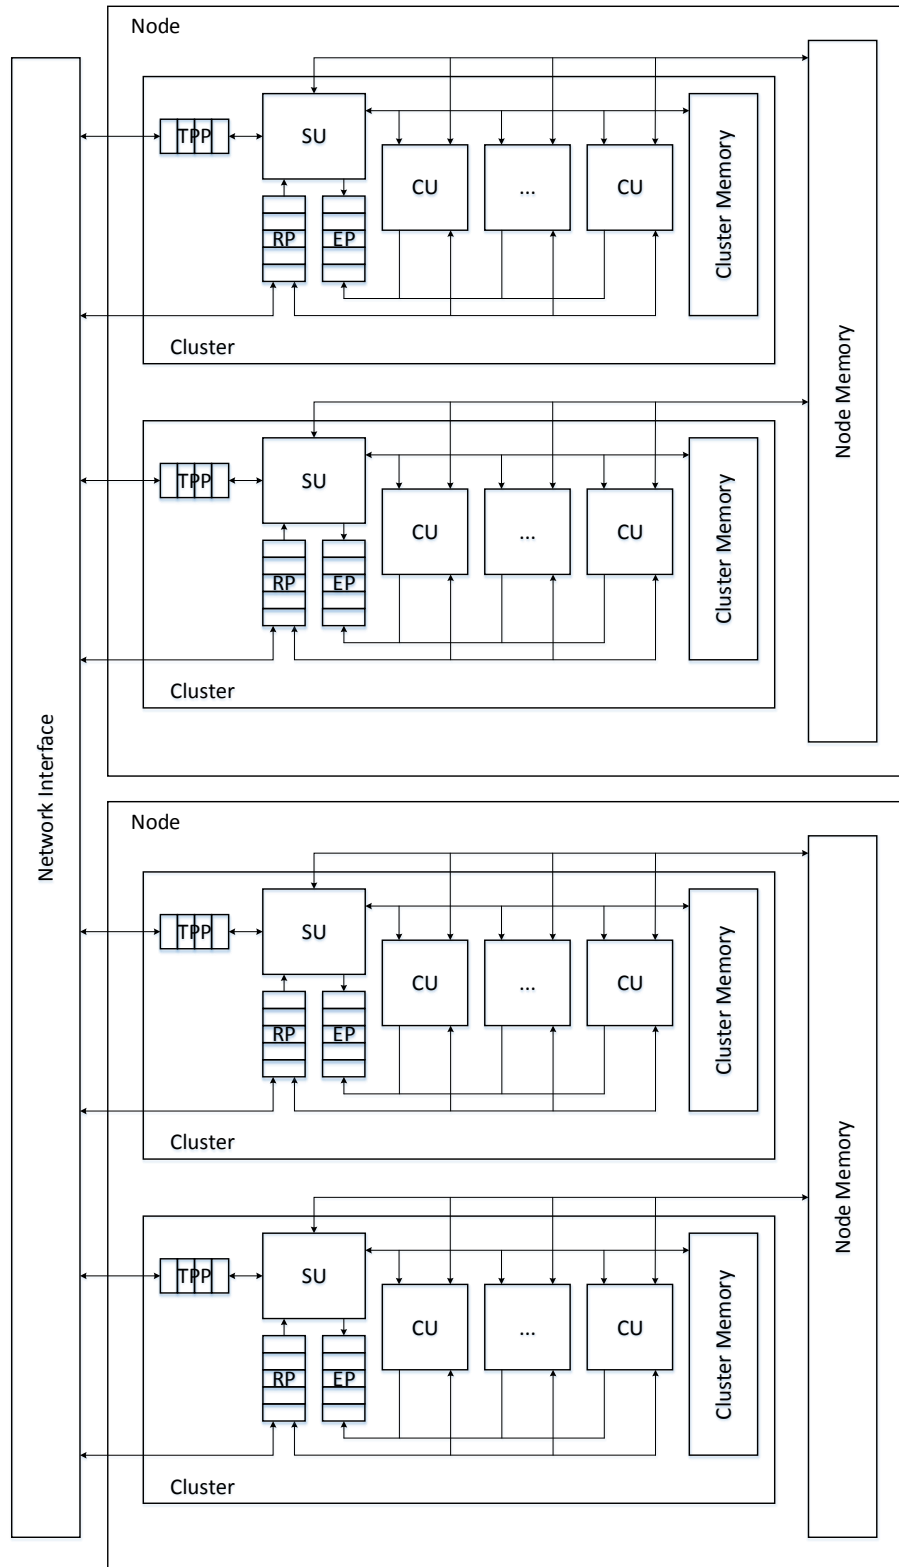 Network Interface
Node
TPP
SU
RP
EP
CU
...
CU
Cluster Memory
Cluster
TPP
SU
RP
EP
CU
...
CU
Cluster Memory
Cluster
Node Memory
Node
TPP
SU
RP
EP
CU
...
CU
Cluster Memory
Cluster
TPP
SU
RP
EP
CU
...
CU
Cluster Memory
Cluster
Node Memory